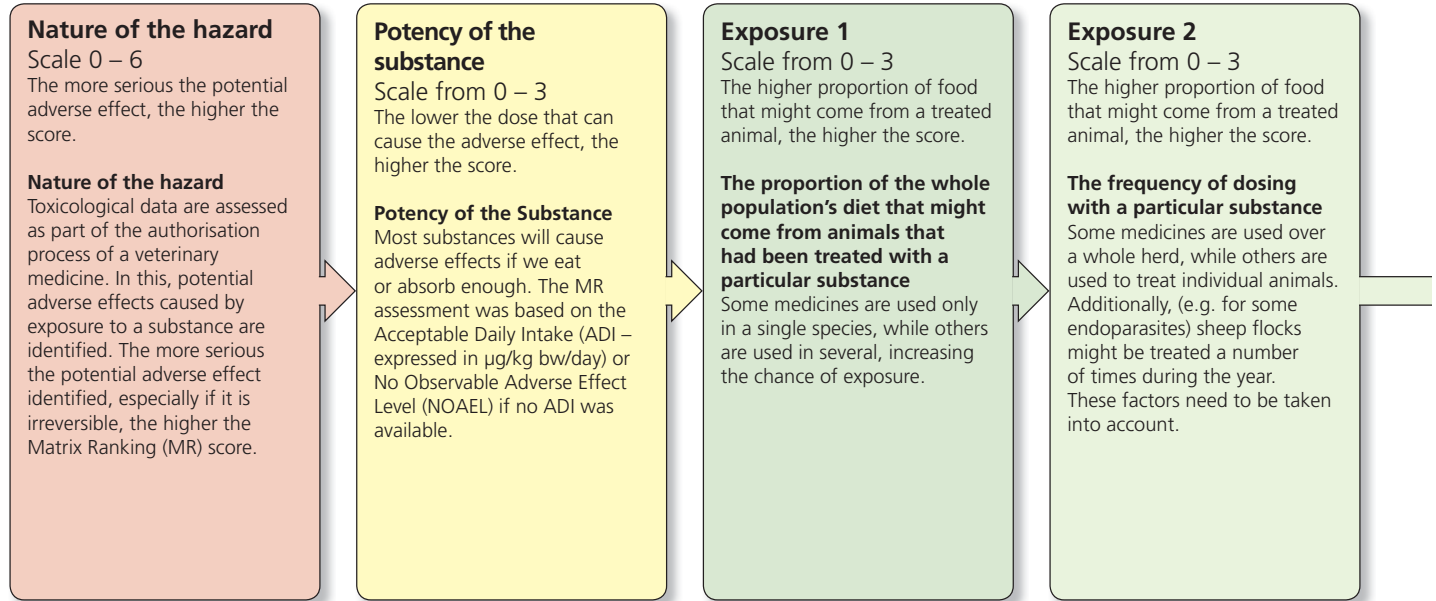 Nature of the hazard
Scale 0 – 6
The more serious the potential
adverse effect, the higher the
score.
Nature of the hazard
Toxicological data are assessed
as part of the authorisation
process of a veterinary
medicine. In this, potential
adverse effects caused by
exposure to a substance are
identified. The more serious
the potential adverse effect
identified, especially if it is
irreversible, the higher the
Matrix Ranking (MR) score.
Potency of the
substance
Scale from 0 – 3
The lower the dose that can
cause the adverse effect, the
higher the score.
Potency of the Substance
Most substances will cause
adverse effects if we eat
or absorb enough. The MR
assessment was based on the
Acceptable Daily Intake (ADI –
expressed in µg/kg bw/day) or
No Observable Adverse Effect
Level (NOAEL) if no ADI was
available.
Exposure 1
Scale from 0 – 3
The higher proportion of food
that might come from a treated
animal, the higher the score.
The proportion of the whole
population’s diet that might
come from animals that
had been treated with a
particular substance
Some medicines are used only
in a single species, while others
are used in several, increasing
the chance of exposure.
Exposure 2
Scale from 0 – 3
The higher proportion of food
that might come from a treated
animal, the higher the score.
The frequency of dosing
with a particular substance
Some medicines are used over
a whole herd, while others are
used to treat individual animals.
Additionally, (e.g. for some
endoparasites) sheep flocks
might be treated a number
of times during the year.
These factors need to be taken
into account.